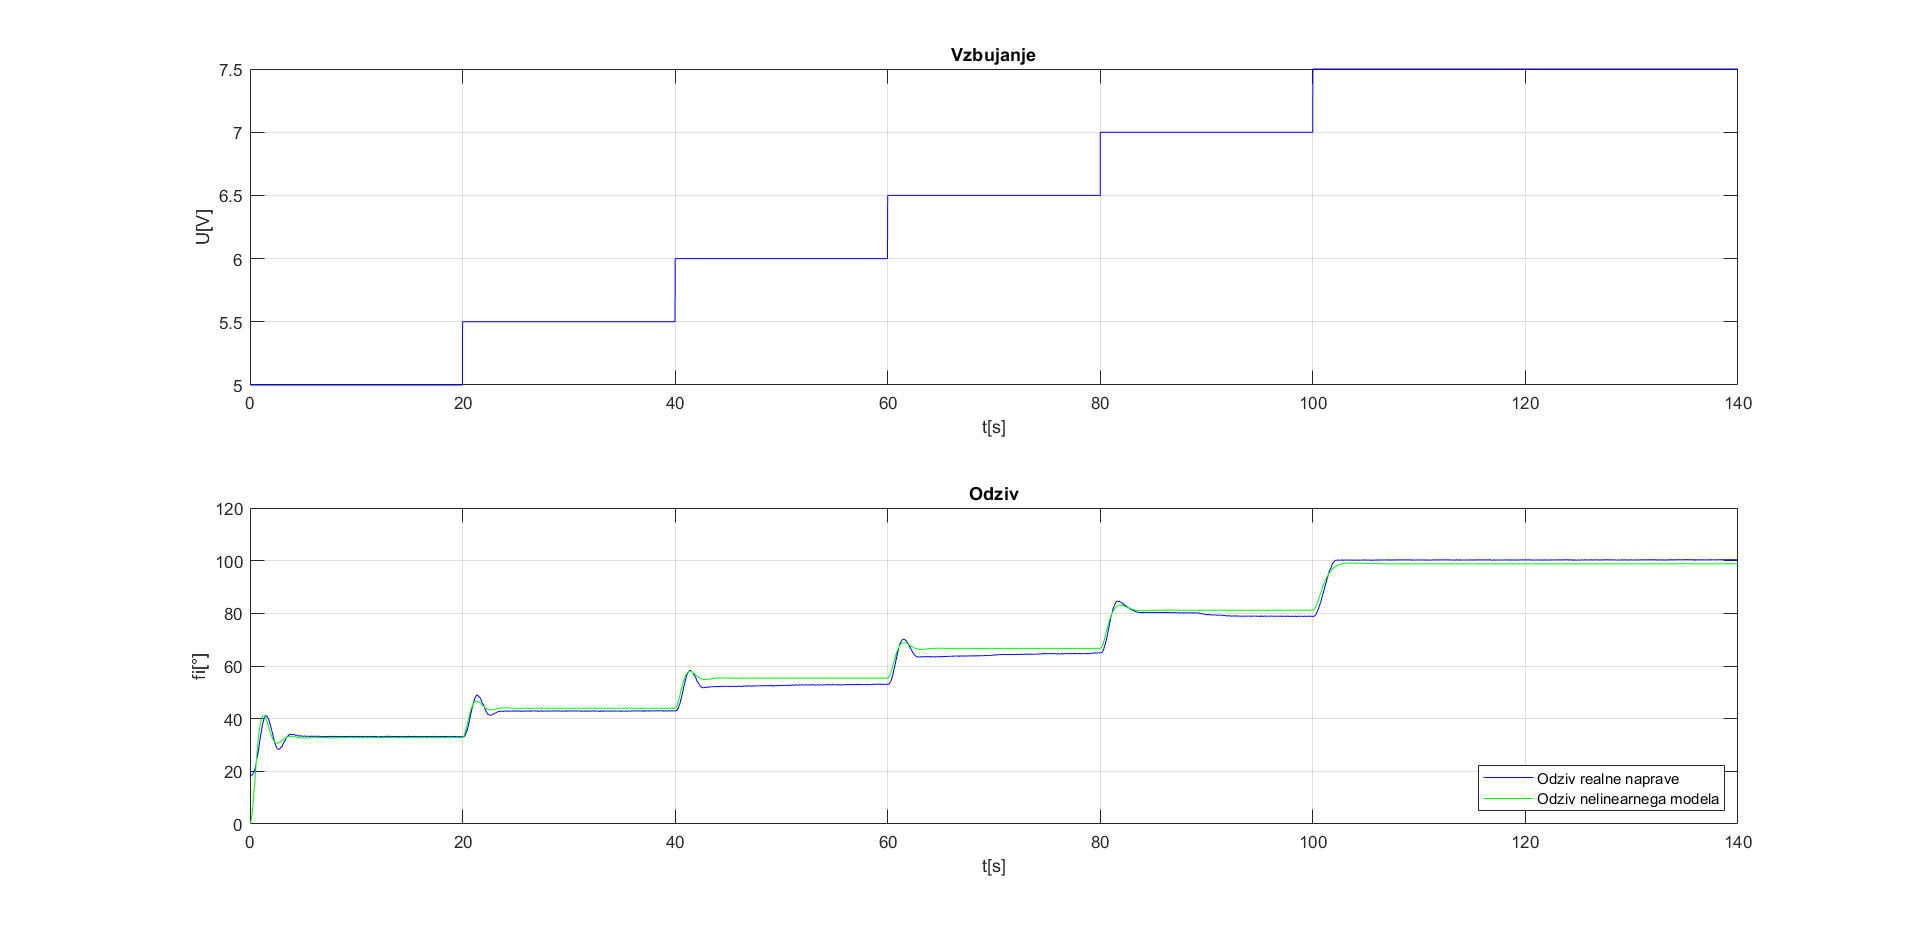 Vzbujanje
7.5
7
6.5
6
5.5
5
U[V]
0 20 40 60 80 100 120 140
t[s]
Odziv
120
100
80
60
40
20
0
fi[°]
Odziv realne naprave
Odziv nelinearnega modela
0 20 40 60 80 100 120 140
t[s]